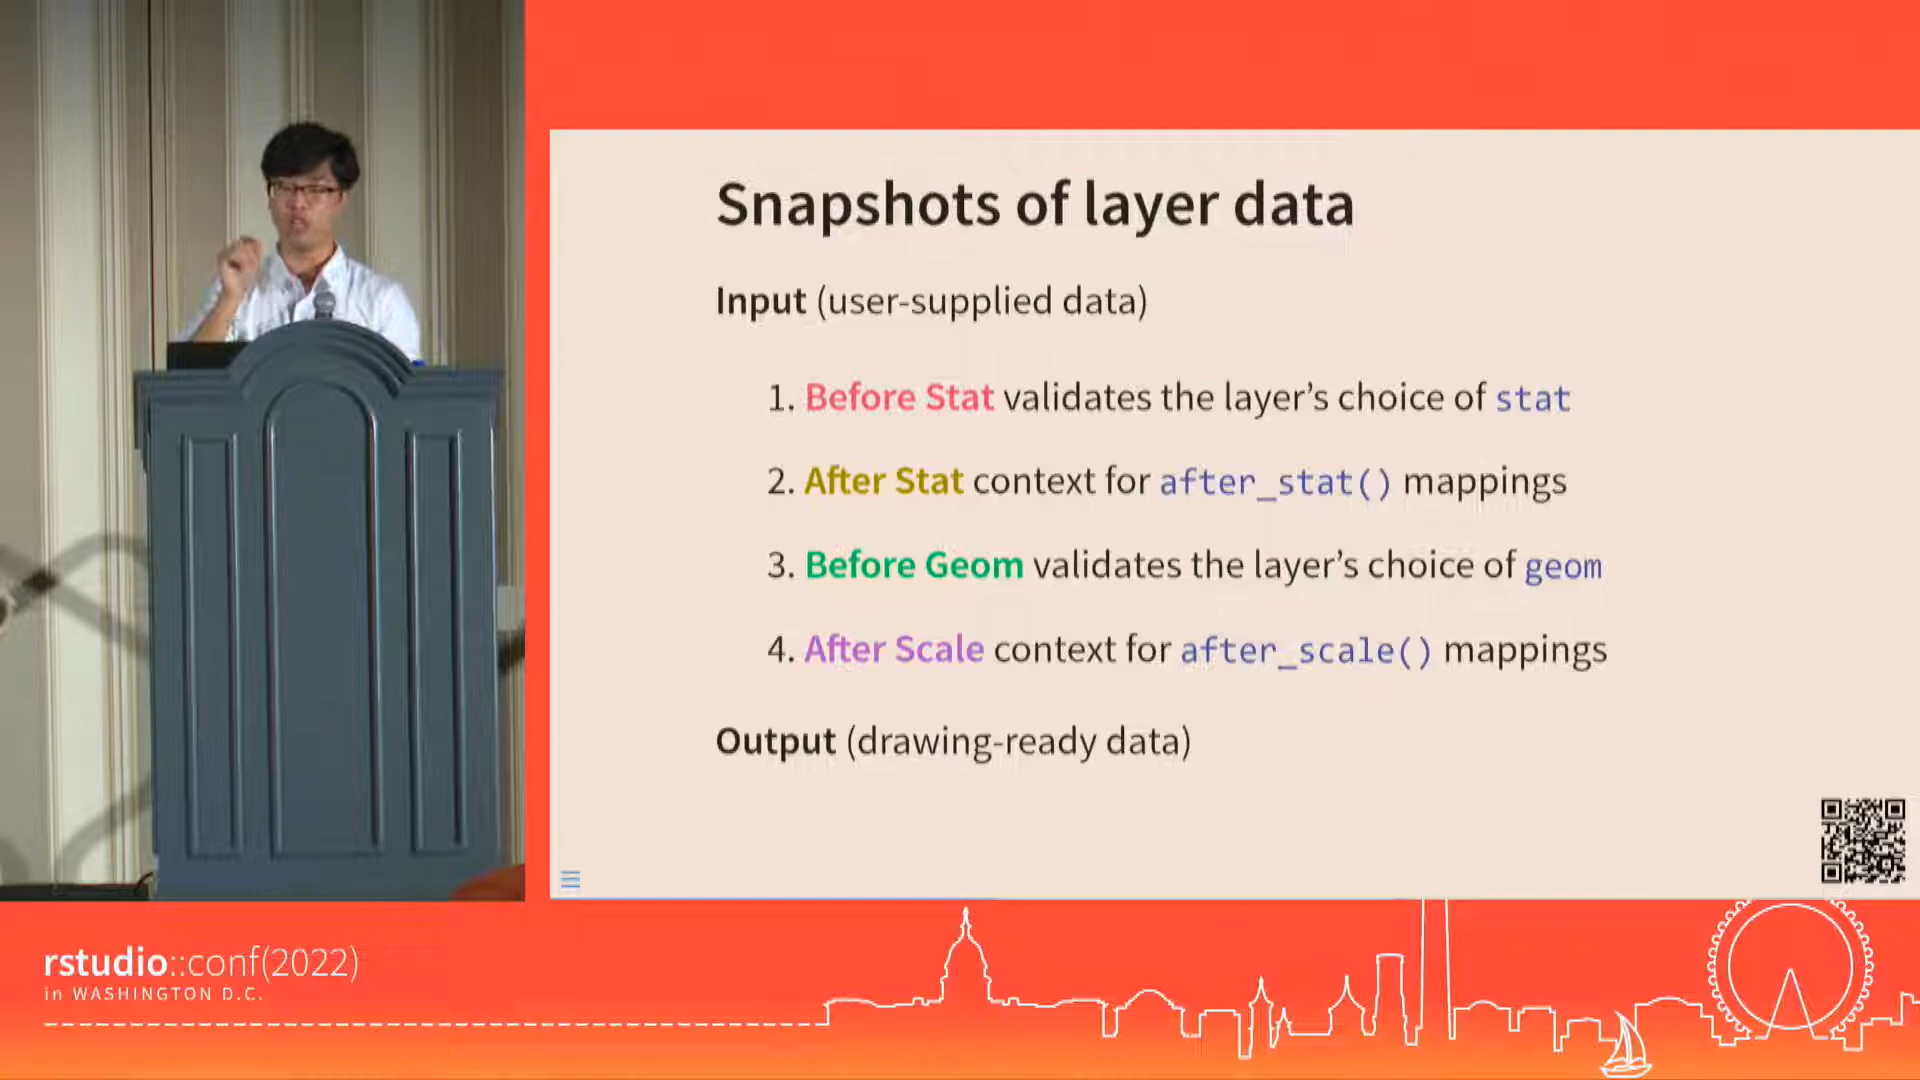 Snapshots of layer data
Input (user-supplied data)
1. Before Stat validates the layer’s choice of stat
2. After Stat context for after_stat() mappings
3. Before Geom validates the layer’s choice of geom
4. After Scale context for after_scale() mappings
Output (drawing-ready data)
rstudio::conf(2022)
in WASHINGTON D.C.